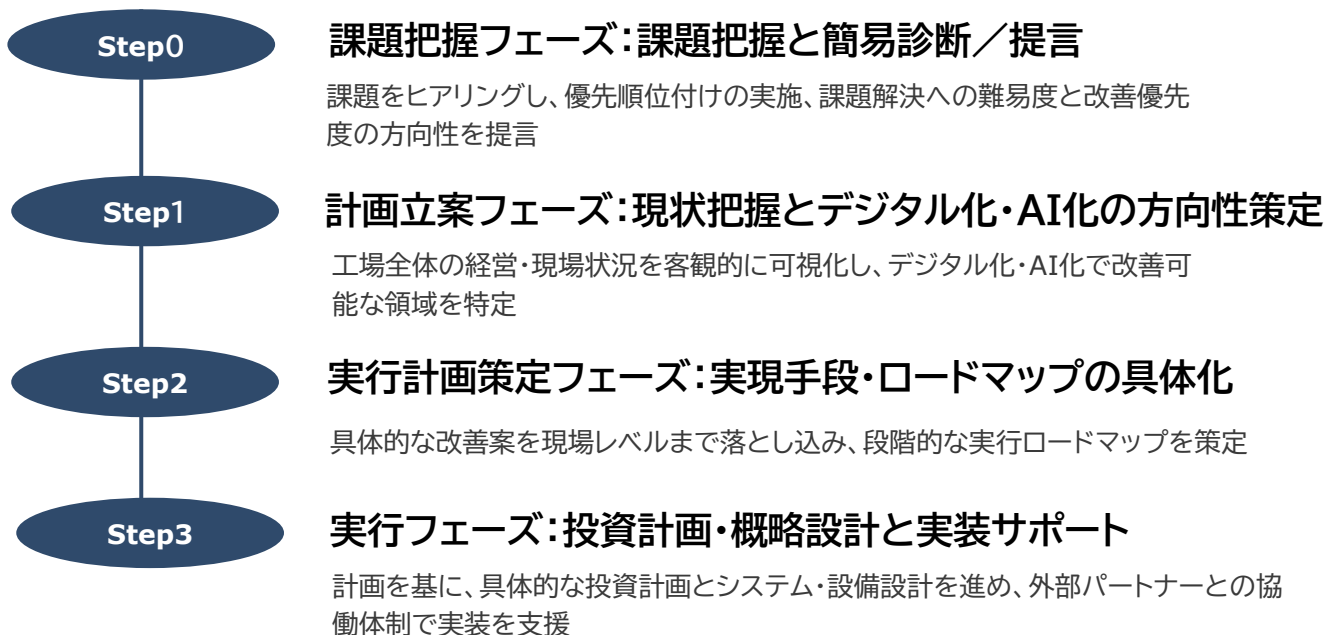 Step0
課題把握フェーズ：課題把握と簡易診断／提言
課題をヒアリングし、優先順位付けの実施、課題解決への難易度と改善優先
度の方向性を提言
Step1
計画立案フェーズ：現状把握とデジタル化・AI化の方向性策定
工場全体の経営・現場状況を客観的に可視化し、デジタル化・AI化で改善可
能な領域を特定
Step2
実行計画策定フェーズ：実現手段・ロードマップの具体化
具体的な改善案を現場レベルまで落とし込み、段階的な実行ロードマップを策定
Step3
実行フェーズ：投資計画・概略設計と実装サポート
計画を基に、具体的な投資計画とシステム・設備設計を進め、外部パートナーとの協
働体制で実装を支援